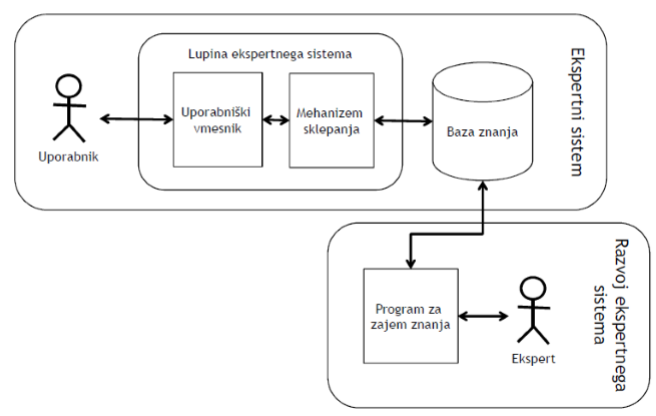 Lupina ekspertnega sistema
Uporabnik
Uporabniški
vmesnik
Mehanizem
sklepanja
Baza znanja
Ekspertni sistem
Program za
zajem znanja
Ekspert
Razvoj ekspertnega
sistema